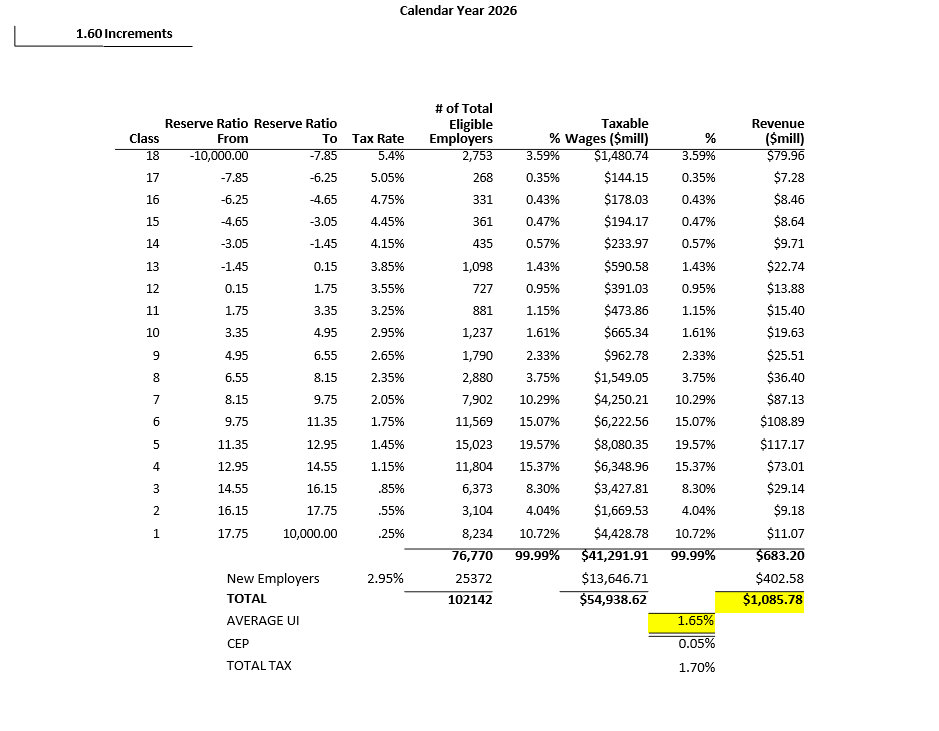 Calendar Year 2026
1.60 Increments
# of Total
Reserve Ratio Reserve Ratio Eligible Taxable Revenue
Class From To Tax Rate Employers % Wages ($mill) % ($mill)
18 -10,000.00 -7.85 5.4% 2,753 3.59% $1,480.74 3.59% $79.96
17 -7.85 -6.25 5.05% 268 0.35% $144.15 0.35% $7.28
16 -6.25 -4.65 4.75% 331 0.43% $178.03 0.43% $8.46
15 -4.65 -3.05 4.45% 361 0.47% $194.17 0.47% $8.64
14 -3.05 -1.45 4.15% 435 0.57% $233.97 0.57% $9.71
13 -1.45 0.15 3.85% 1,098 1.43% $590.58 1.43% $22.74
12 0.15 1.75 3.55% 727 0.95% $391.03 0.95% $13.88
11 1.75 3.35 3.25% 881 1.15% $473.86 1.15% $15.40
10 3.35 4.95 2.95% 1,237 1.61% $665.34 1.61% $19.63
9 4.95 6.55 2.65% 1,790 2.33% $962.78 2.33% $25.51
8 6.55 8.15 2.35% 2,880 3.75% $1,549.05 3.75% $36.40
7 8.15 9.75 2.05% 7,902 10.29% $4,250.21 10.29% $87.13
6 9.75 11.35 1.75% 11,569 15.07% $6,222.56 15.07% $108.89
5 11.35 12.95 1.45% 15,023 19.57% $8,080.35 19.57% $117.17
4 12.95 14.55 1.15% 11,804 15.37% $6,348.96 15.37% $73.01
3 14.55 16.15 .85% 6,373 8.30% $3,427.81 8.30% $29.14
2 16.15 17.75 .55% 3,104 4.04% $1,669.53 4.04% $9.18
1 17.75 10,000.00 .25% 8,234 10.72% $4,428.78 10.72% $11.07
76,770 99.99% $41,291.91 99.99% $683.20
New Employers 2.95% 25372 $13,646.71 $402.58
TOTAL 102142 $54,938.62 $1,085.78
AVERAGE UI 1.65%
CEP 0.05%
TOTAL TAX 1.70%